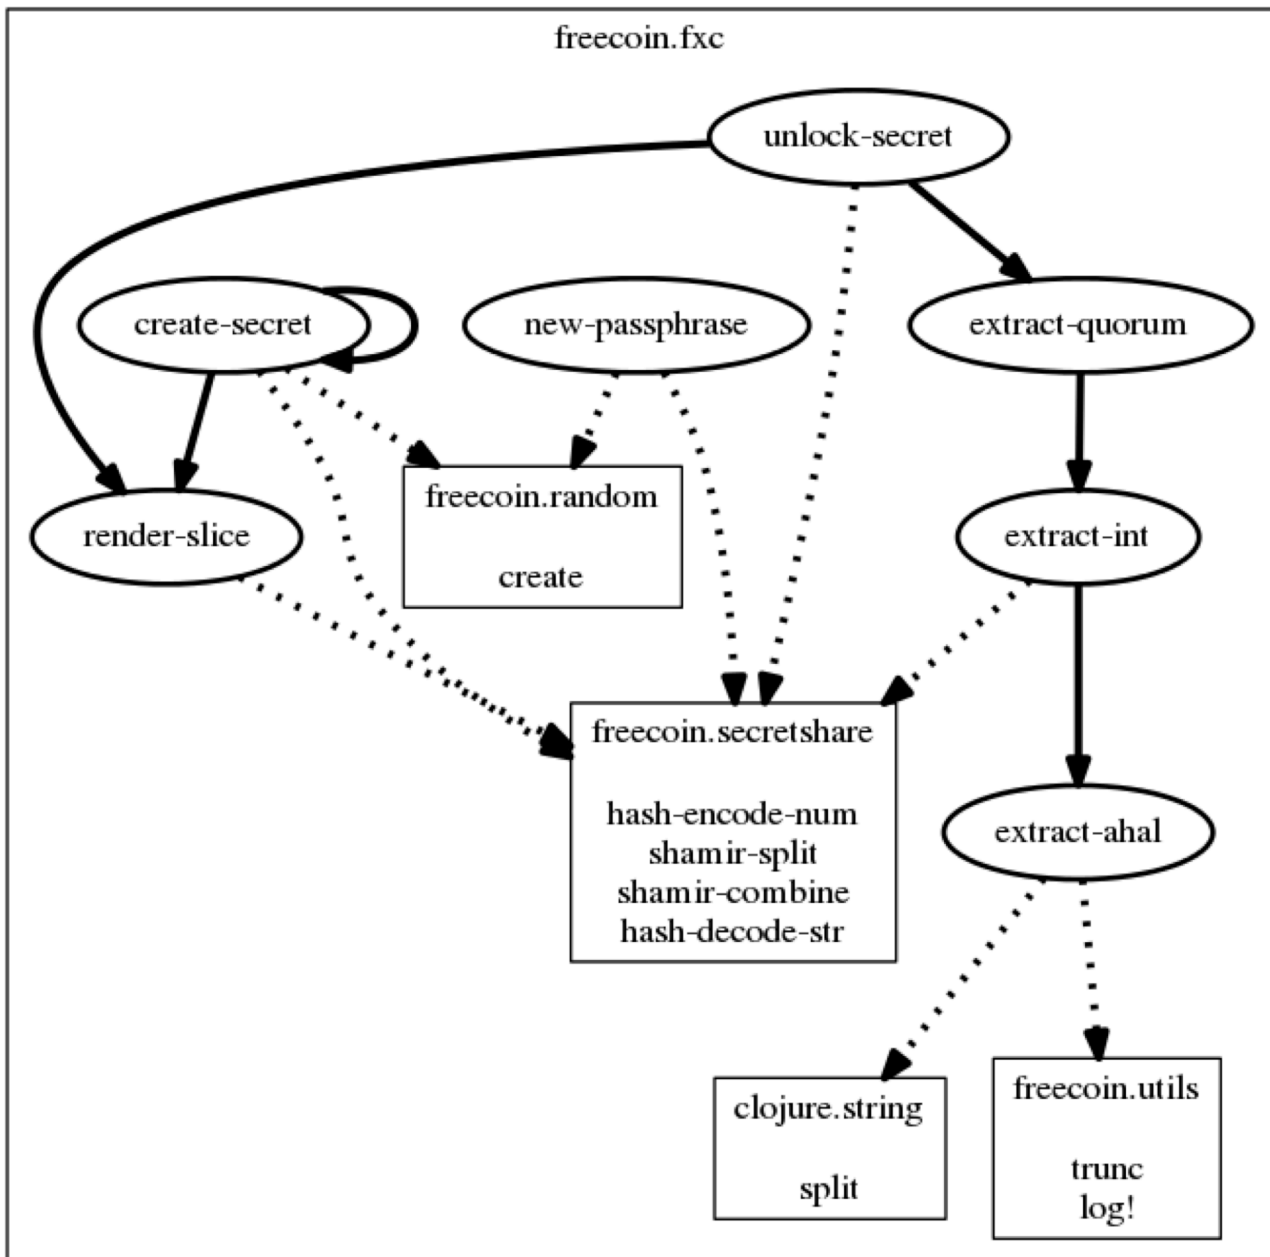 freecoin.fxc
unlock-secret
create-secret
new-passphrase
extract-quorum
render-slice
freecoin.random
create
extract-int
freecoin.secretshare
hash-encode-num
shamir-split
shamir-combine
hash-decode-str
extract-ahal
clojure.string
split
freecoin.utils
trunc
log!